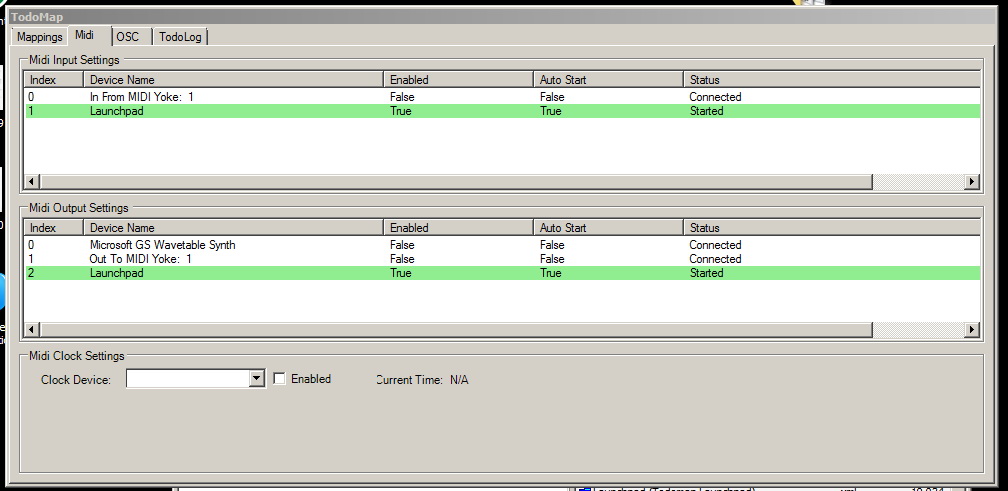 TodoMap
Mappings Midi OSC TodoLog
Midi Input Settings
Index Device Name Enabled Auto Start Status
0 In From MIDI Yoke: 1 False False Connected
1 Launchpad True True Started
Midi Output Settings
Index Device Name Enabled Auto Start Status
0 Microsoft GS Wavetable Synth False False Connected
1 Out To MIDI Yoke: 1 False False Connected
2 Launchpad True True Started
Midi Clock Settings
Clock Device: Enabled Current Time: N/A